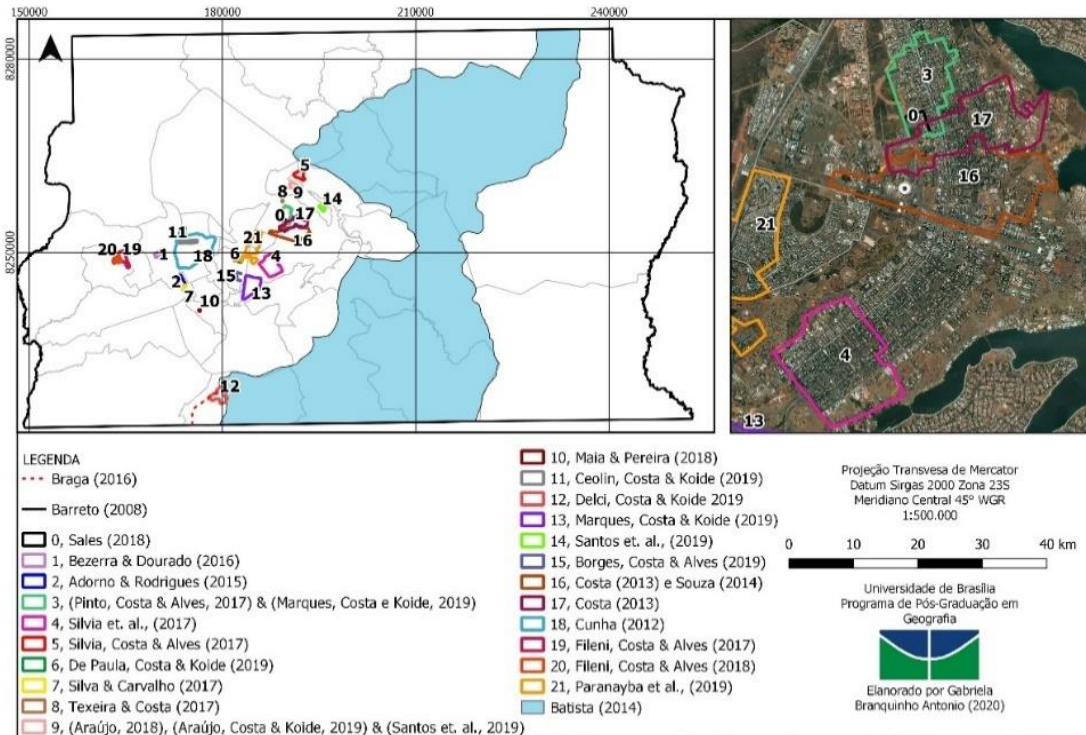 150000
180000
210000
240000
8280000
8250000
5
8
9
14
0
17
16
11
21
20
19
1
18
6
4
2
15
7
13
10
12
3
0
17
16
21
4
13
LEGENDA
Braga (2016)
Barreto (2008)
0, Sales (2018)
1, Bezerra & Dourado (2016)
2, Adorno & Rodrigues (2015)
3, (Pinto, Costa & Alves, 2017) & (Marques, Costa e Koide, 2019)
4, Silvia et. al., (2017)
5, Silvia, Costa & Alves (2017)
6, De Paula, Costa & Koide (2019)
7, Silva & Carvalho (2017)
8, Texeira & Costa (2017)
9, (Araújo, 2018), (Araújo, Costa & Koide, 2019) & (Santos et. al., 2019)
10, Maia & Pereira (2018)
11, Ceolin, Costa & Koide (2019)
12, Delci, Costa & Koide 2019
13, Marques, Costa & Koide (2019)
14, Santos et. al., (2019)
15, Borges, Costa & Alves (2019)
16, Costa (2013) e Souza (2014)
17, Costa (2013)
18, Cunha (2012)
19, Fileni, Costa & Alves (2017)
20, Fileni, Costa & Alves (2018)
21, Paranayba et al., (2019)
Batista (2014)
Projeção Transvesa de Mercator
Datum Sirgas 2000 Zona 23S
Meridiano Central 45° WGR
1:500.000
0 10 20 30 40 km
Universidade de Brasília
Programa de Pós-Graduação em
Geografia
Elanorado por Gabriela
Branquinho Antonio (2020)